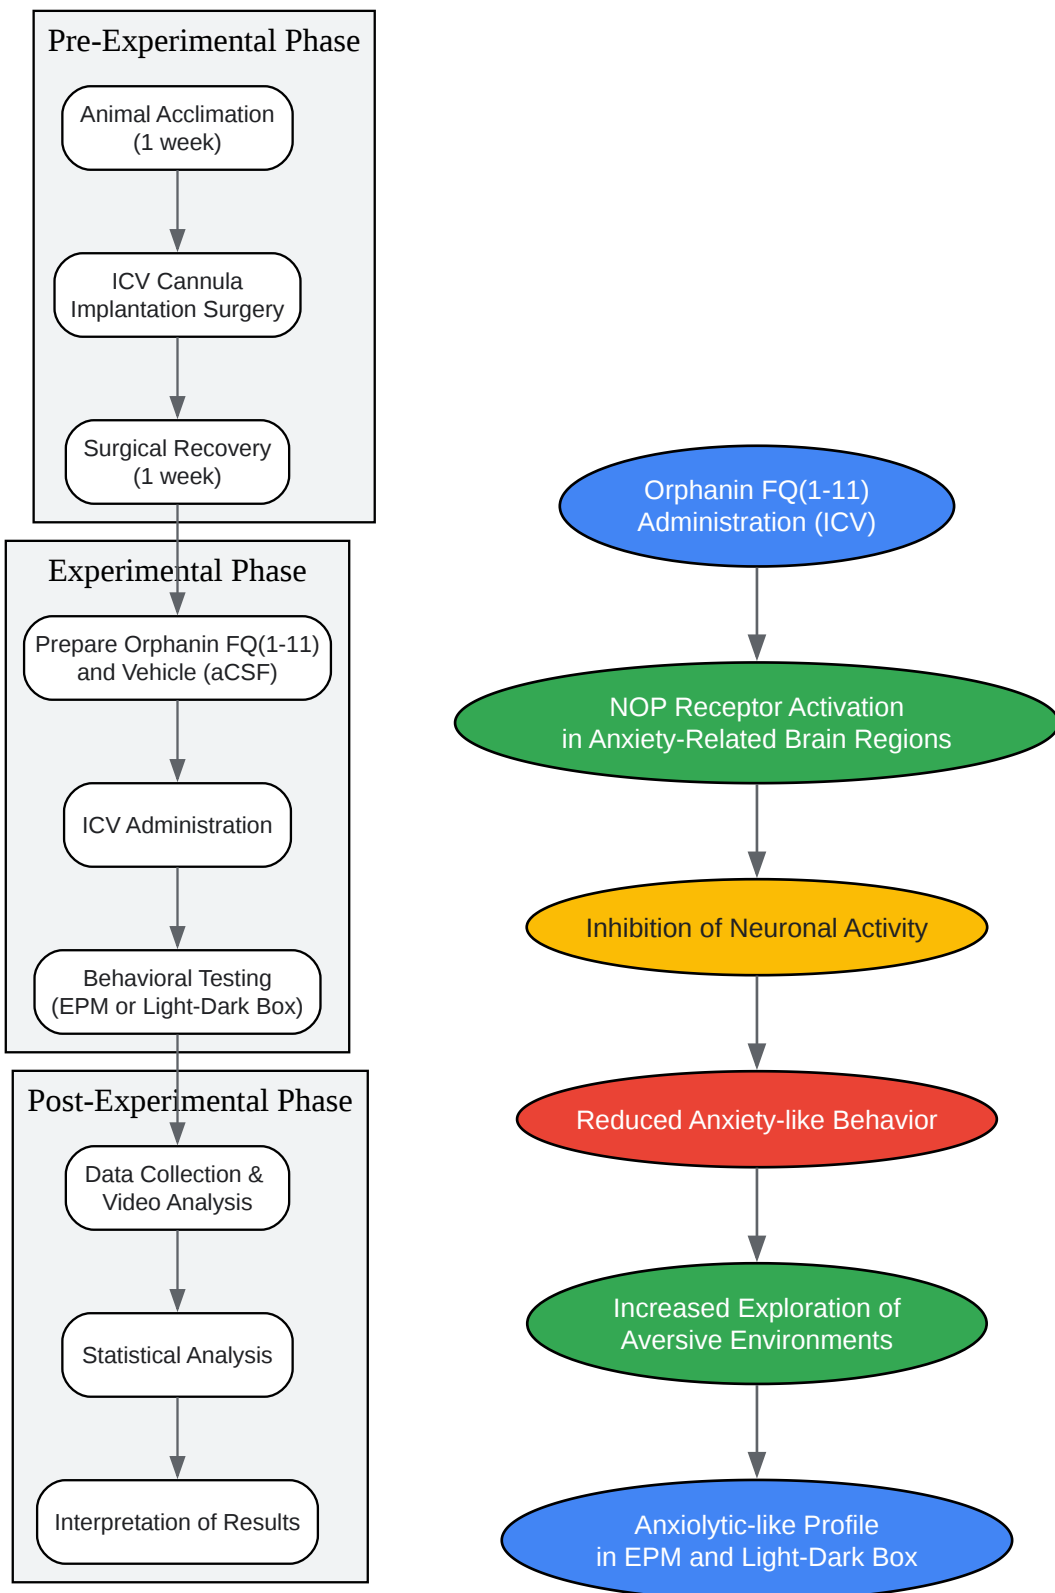 Pre-Experimental Phase
Animal Acclimation
(1 week)
ICV Cannula
Implantation Surgery
Surgical Recovery
(1 week)
Experimental Phase
Prepare Orphanin FQ(1-11)
and Vehicle (aCSF)
ICV Administration
Behavioral Testing
(EPM or Light-Dark Box)
Post-Experimental Phase
Data Collection &
Video Analysis
Statistical Analysis
Interpretation of Results
Orphanin FQ(1-11)
Administration (ICV)
NOP Receptor Activation
in Anxiety-Related Brain Regions
Inhibition of Neuronal Activity
Reduced Anxiety-like Behavior
Increased Exploration of
Aversive Environments
Anxiolytic-like Profile
in EPM and Light-Dark Box